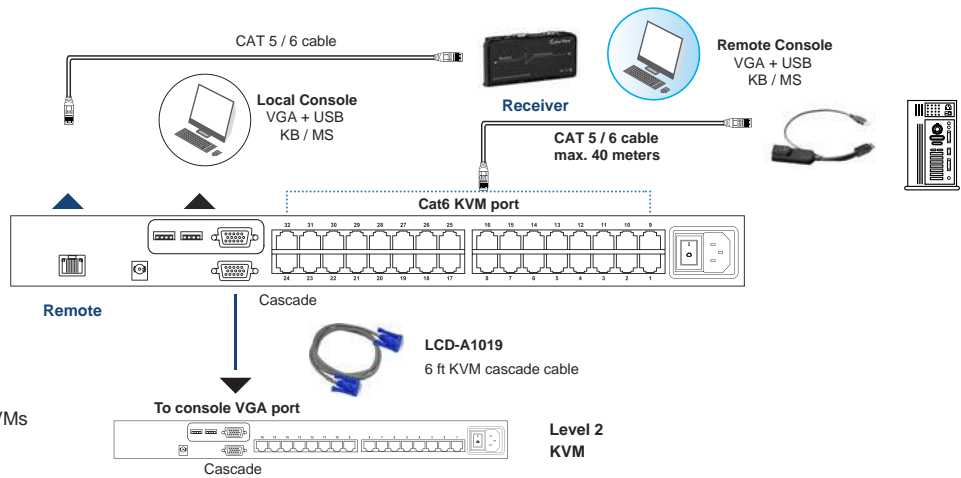 CAT 5 / 6 cable
Local Console
VGA + USB
KB / MS
Receiver
Remote Console
VGA + USB
KB / MS
CAT 5 / 6 cable
max. 40 meters
Cat6 KVM port
32 31 30 29 28 27 26 25 16 15 14 13 12 11 10 9
24 23 22 21 20 19 18 17 8 7 6 5 4 3 2 1
Remote
Cascade
LCD-A1019
6 ft KVM cascade cable
VMs
To console VGA port
Level 2
KVM
Cascade